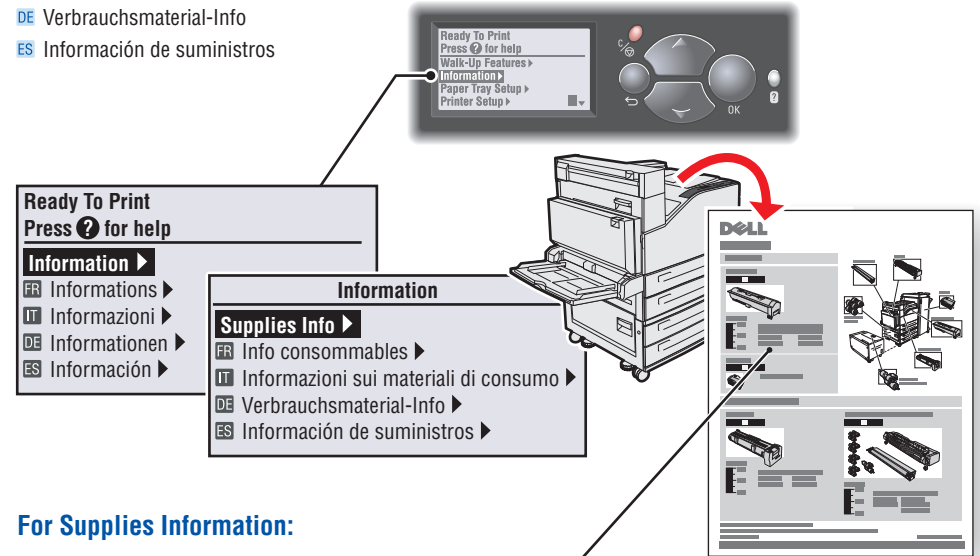 DE Verbrauchsmaterial-Info
ES Información de suministros
Ready To Print
Press ? for help
Walk-Up Features
Information
Paper Tray Setup
Printer Setup
C/
OK
?
Ready To Print
Press ? for help
Information
FR Informations
IT Informazioni
DE Informationen
ES Información
Information
Supplies Info
FR Info consommables
IT Informazioni sui materiali di consumo
DE Verbrauchsmaterial-Info
ES Información de suministros
DELL
For Supplies Information: